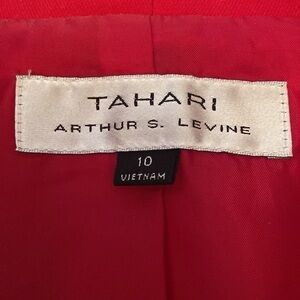 TAHARI
ARTHUR S. LEVINE
10
VIETNAM